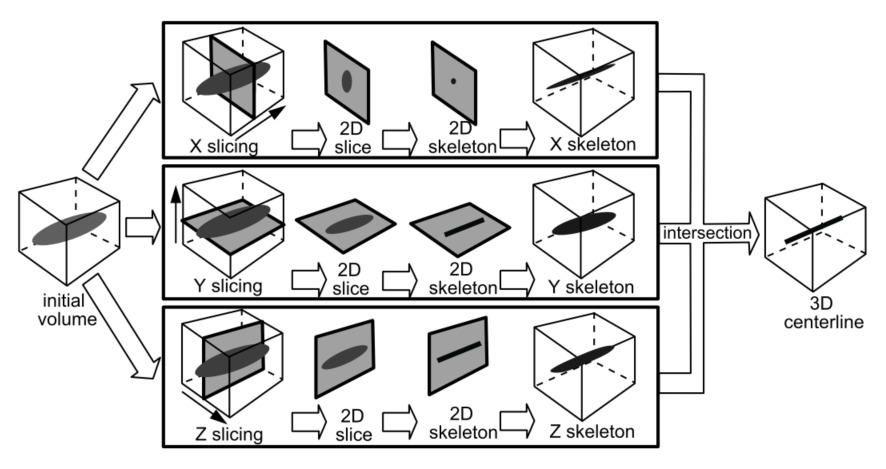 X slicing
2D
slice
2D
skeleton
X skeleton
initial
volume
Y slicing
2D
slice
2D
skeleton
Y skeleton
intersection
3D
centerline
Z slicing
2D
slice
2D
skeleton
Z skeleton